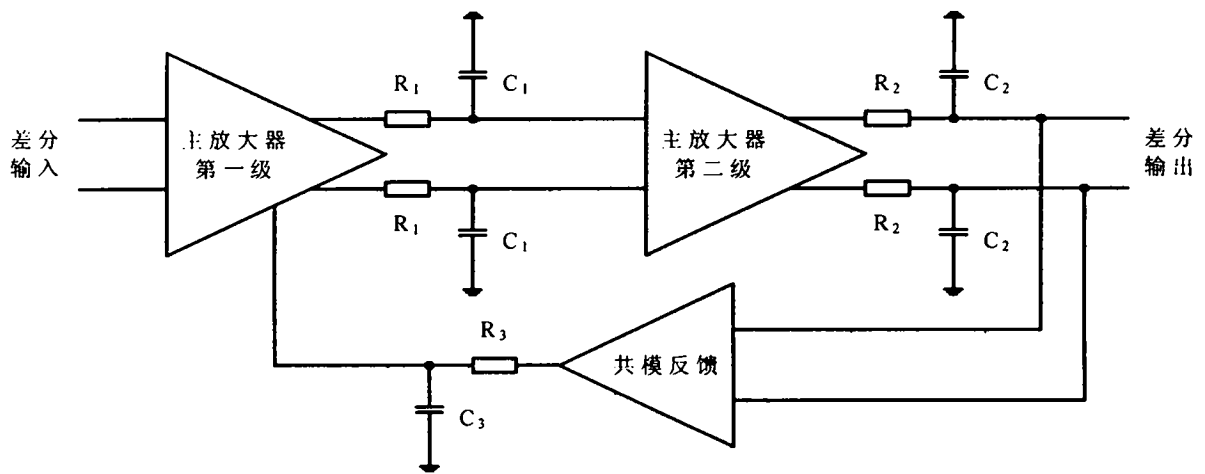 R1
C1
R2
C2
差分
输入
主放大器
第一级
主放大器
第二级
差分
输出
R1
C1
R2
C2
R3
共模反馈
C3